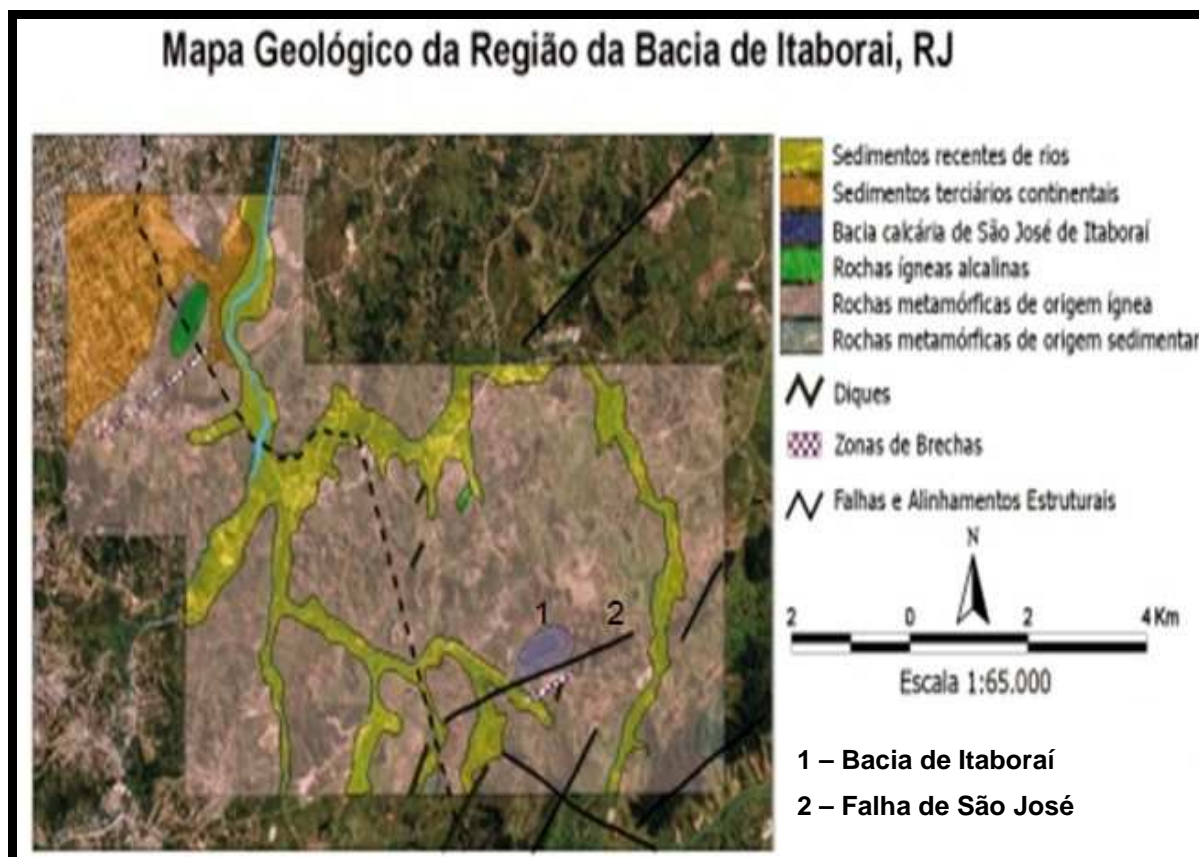 Mapa Geológico da Região da Bacia de Itaborai, RJ
Sedimentos recentes de rios
Sedimentos terciários continentais
Bacia calcária de São José de Itaboraí
Rochas ígneas alcalinas
Rochas metamórficas de origem ígnea
Rochas metamórficas de origem sedimentar
Diques
Zonas de Brechas
Falhas e Alinhamentos Estruturais
N
2 0 2 4 Km
Escala 1:65.000
1 2
1 – Bacia de Itaboraí
2 – Falha de São José